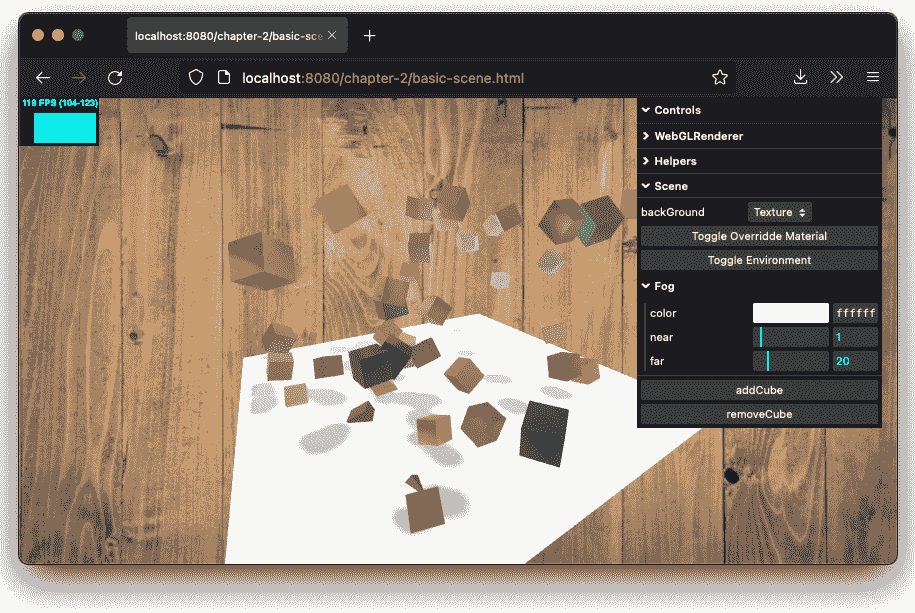 localhost:8080/chapter-2/basic-sce
localhost:8080/chapter-2/basic-scene.html
118 FPS (104-123)
Controls
WebGLRenderer
Helpers
Scene
backGround Texture
Toggle Overridde Material
Toggle Environment
Fog
color ffffff
near 1
far 20
addCube
removeCube